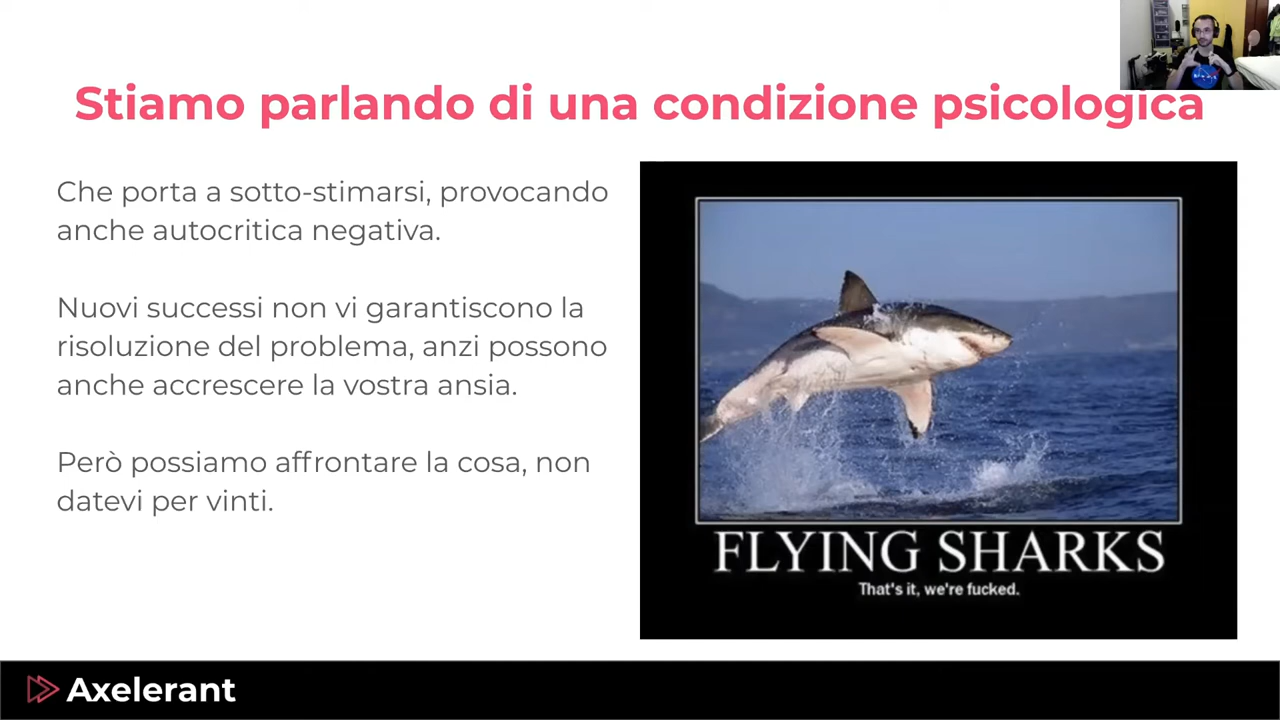 Stiamo parlando di una condizione psicologica
Che porta a sotto-stimarsi, provocando
anche autocritica negativa.
Nuovi successi non vi garantiscono la
risoluzione del problema, anzi possono
anche accrescere la vostra ansia.
Però possiamo affrontare la cosa, non
datevi per vinti.
FLYING SHARKS
That's it, we're fucked.
Axelerant